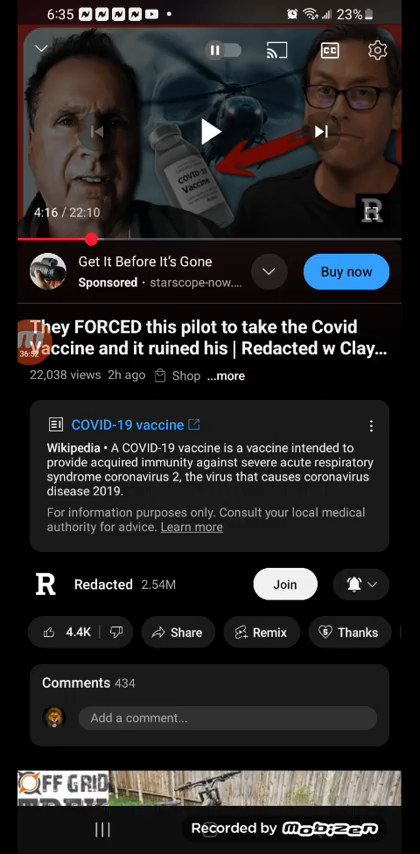 6:35
23%
CC
COVID-19
Vaccine
4:16 / 22:10
R
Get It Before It's Gone
Sponsored · starscope-now....
Buy now
They FORCED this pilot to take the Covid
Vaccine and it ruined his | Redacted w Clay...
36:52
22,038 views 2h ago Shop ...more
COVID-19 vaccine
Wikipedia • A COVID-19 vaccine is a vaccine intended to
provide acquired immunity against severe acute respiratory
syndrome coronavirus 2, the virus that causes coronavirus
disease 2019.
For information purposes only. Consult your local medical
authority for advice. Learn more
R Redacted 2.54M Join
4.4K Share Remix Thanks
Comments 434
Add a comment...
OFF GRID
TREK
Recorded by mobizen